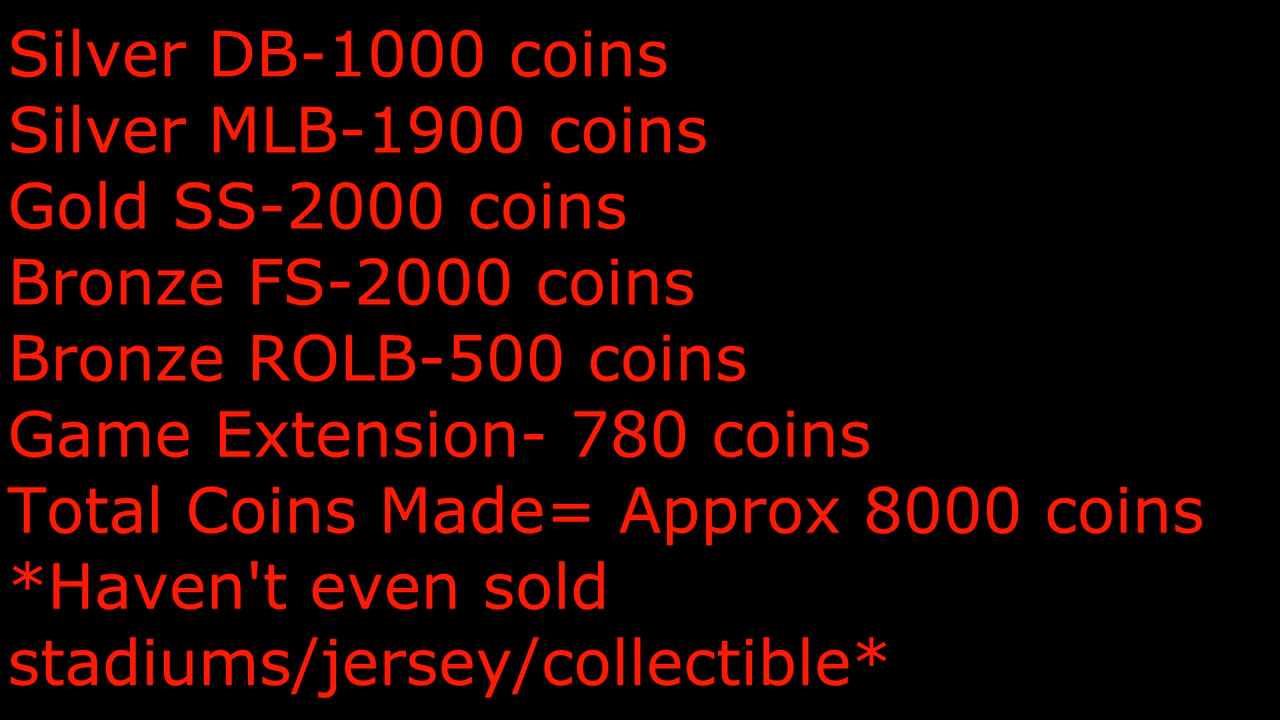 Silver DB-1000 coins
Silver MLB-1900 coins
Gold SS-2000 coins
Bronze FS-2000 coins
Bronze ROLB-500 coins
Game Extension- 780 coins
Total Coins Made= Approx 8000 coins
*Haven't even sold
stadiums/jersey/collectible*